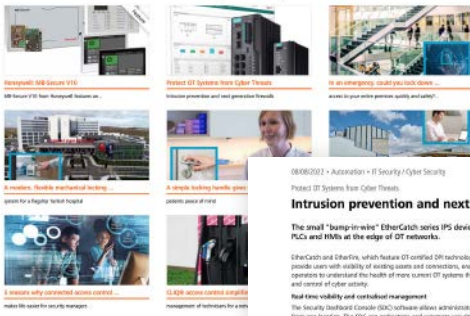 Honeywell: MB-Secure V10
MB-Secure V10 from Honeywell features an ...
Protect OT Systems from Cyber Threats
Intrusion prevention and next generation firewalls
In an emergency, could you lock down ...
access to your entire premises quickly and safely?...
A modern, flexible mechanical locking ...
system for a flagship Turkish hospital
A simple locking handle gives
patients peace of mind
5 reasons why connected access control ...
makes life easier for security managers
CLIQ® access control simplifies
management of technicians for a
08/08/2022 • Automation • IT Security / Cyber Security
Protect OT Systems from Cyber Threats
Intrusion prevention and next
The small "bump-in-wire" EtherCatch series IPS devic
PLCs and HMIs at the edge of OT networks.
EtherCatch and EtherFire, which feature OT-centified DPI technolog
provide users with visibility of existing assets and connections, ena
operators to understand the health of more current OT systems th
and control of cyber activity.
Real-time visibility and centralised management
The Security Dashboard Console (SDC) software allows administrat